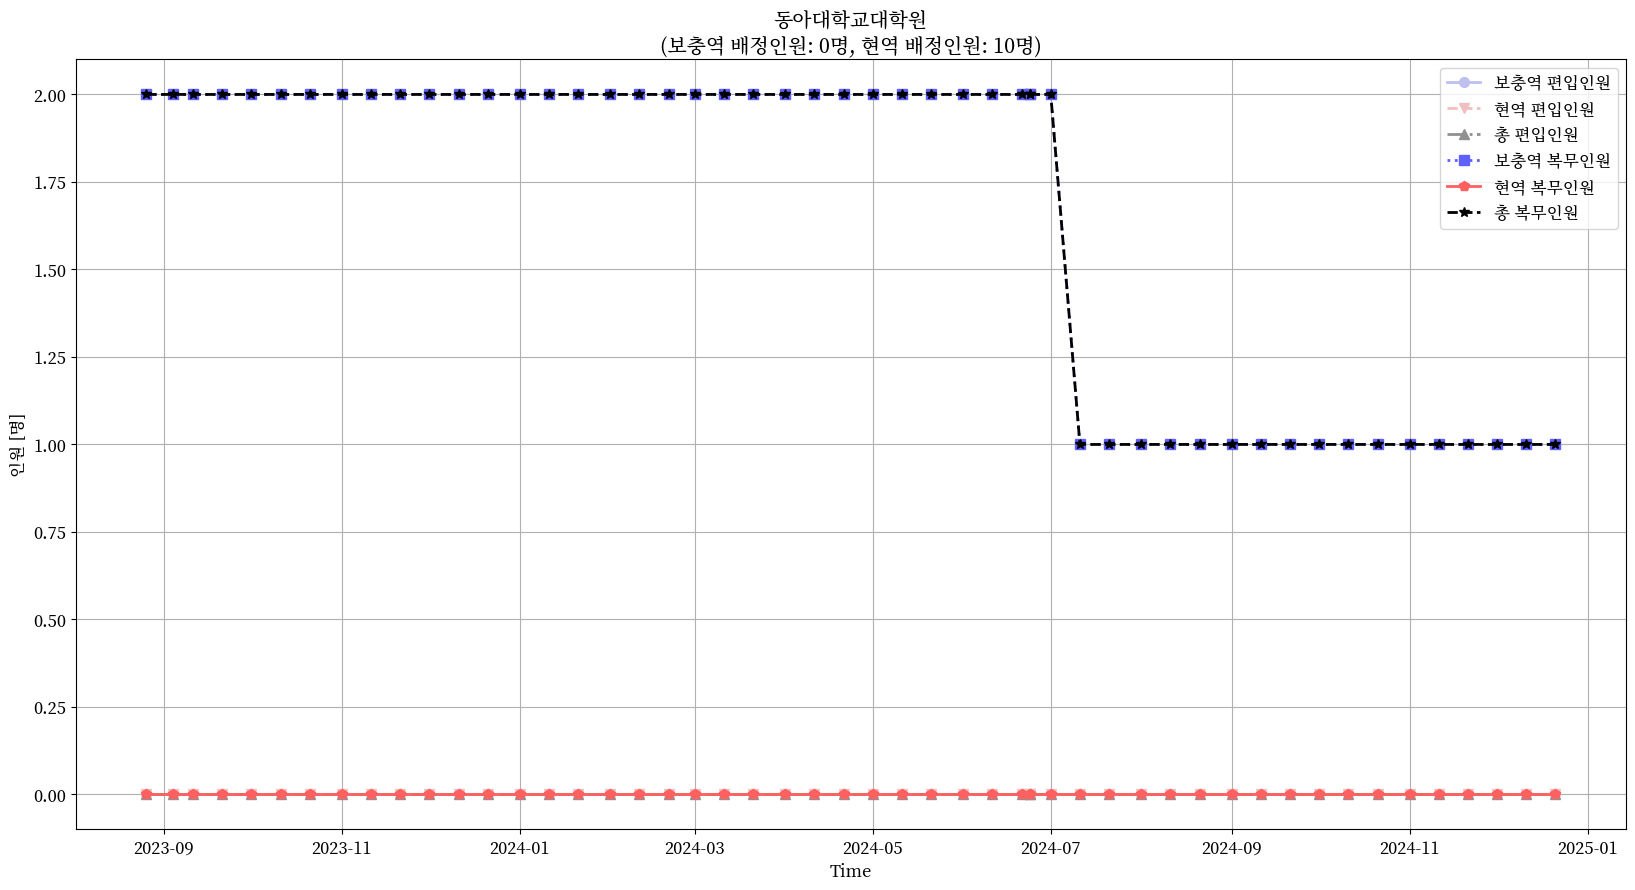 동아대학교대학원
(보충역 배정인원: 0명, 현역 배정인원: 10명)
보충역 편입인원
현역 편입인원
총 편입인원
보충역 복무인원
현역 복무인원
총 복무인원
인원 [명]
2.00
1.75
1.50
1.25
1.00
0.75
0.50
0.25
0.00
2023-09
2023-11
2024-01
2024-03
2024-05
2024-07
2024-09
2024-11
2025-01
Time